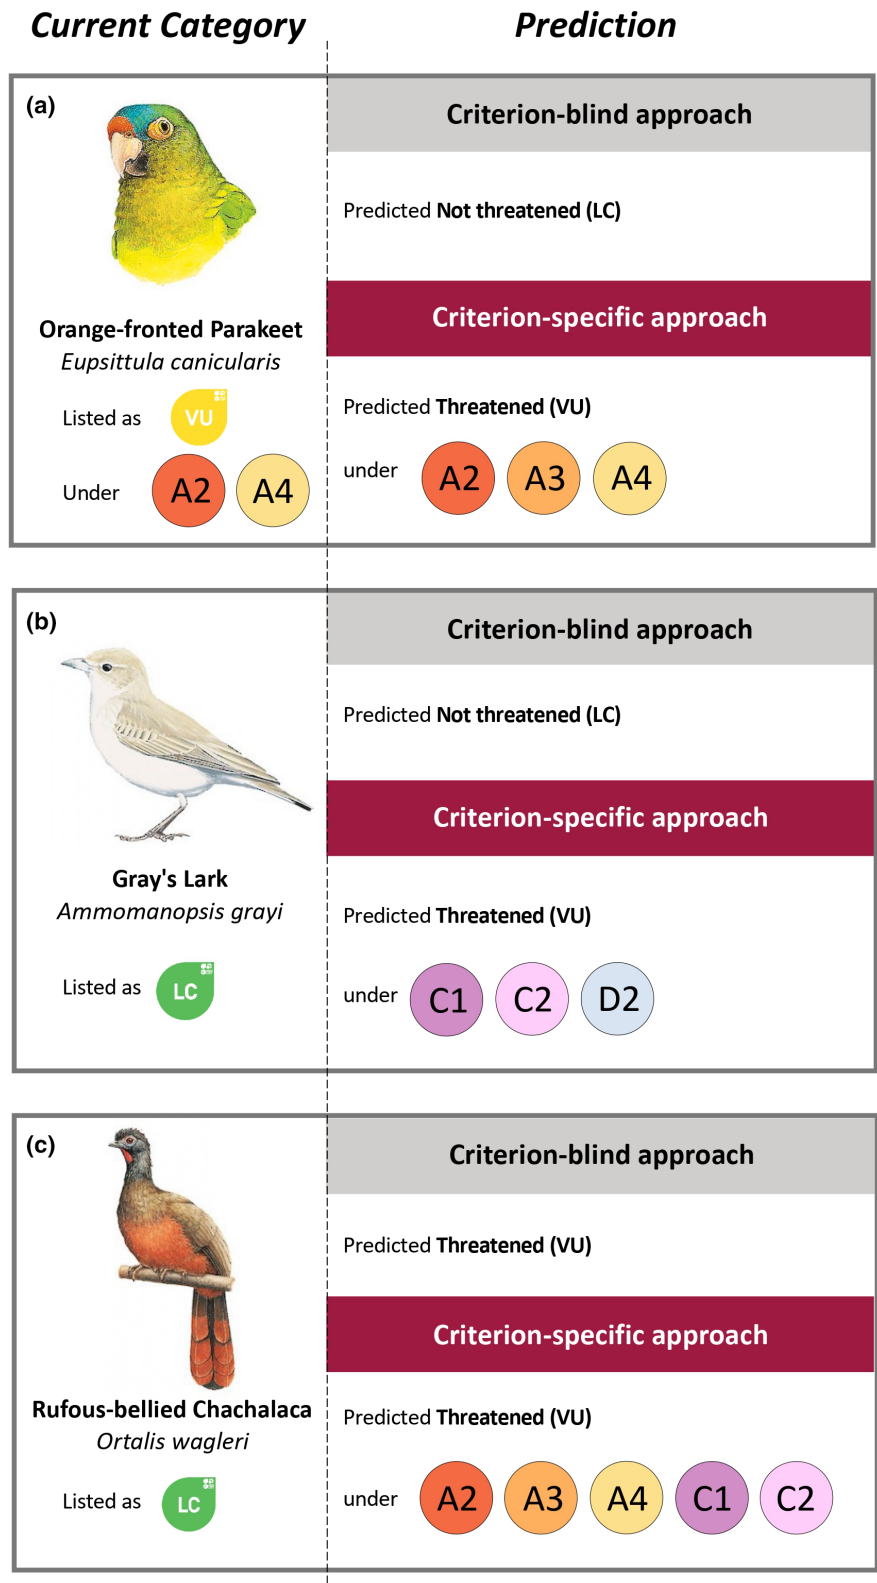 Current Category
Prediction
(a)
Orange-fronted Parakeet
Eupsittula canicularis
Listed as VU
Under A2 A4
Criterion-blind approach
Predicted Not threatened (LC)
Criterion-specific approach
Predicted Threatened (VU)
under A2 A3 A4
(b)
Gray's Lark
Ammomanopsis grayi
Listed as LC
Criterion-blind approach
Predicted Not threatened (LC)
Criterion-specific approach
Predicted Threatened (VU)
under C1 C2 D2
(c)
Rufous-bellied Chachalaca
Ortalis wagleri
Listed as LC
Criterion-blind approach
Predicted Threatened (VU)
Criterion-specific approach
Predicted Threatened (VU)
under A2 A3 A4 C1 C2